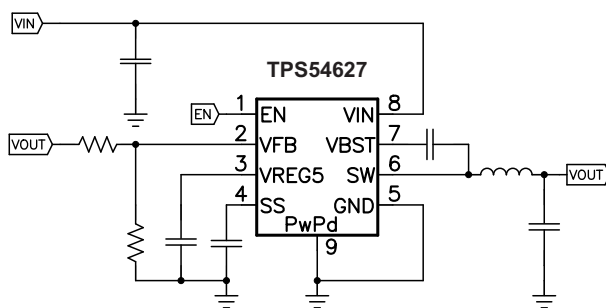 VIN
TPS54627
EN
1
EN
VIN
8
VOUT
2
VFB
VBST
7
3
VREG5
SW
6
VOUT
4
SS
GND
5
PwPd
9